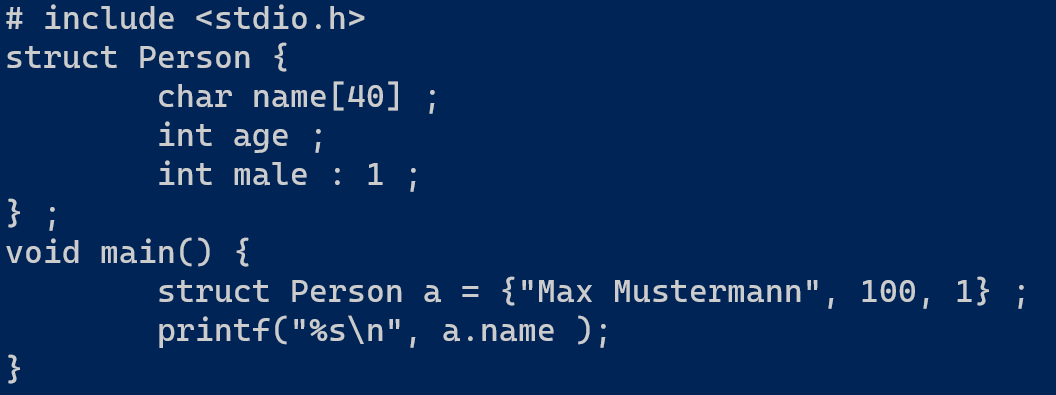 # include <stdio.h>
struct Person {
        char name[40] ;
        int age ;
        int male : 1 ;
} ;
void main() {
        struct Person a = {"Max Mustermann", 100, 1} ;
        printf("%s\n", a.name );
}